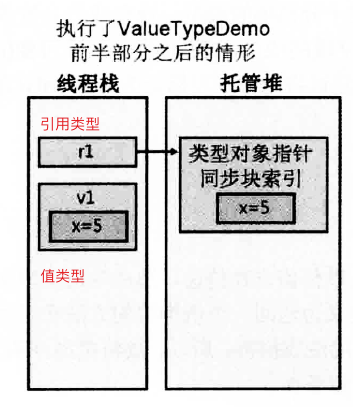 执行了ValueTypeDemo
前半部分之后的情形
线程栈
托管堆
引用类型
r1
类型对象指针
同步块索引
x=5
v1
x=5
值类型